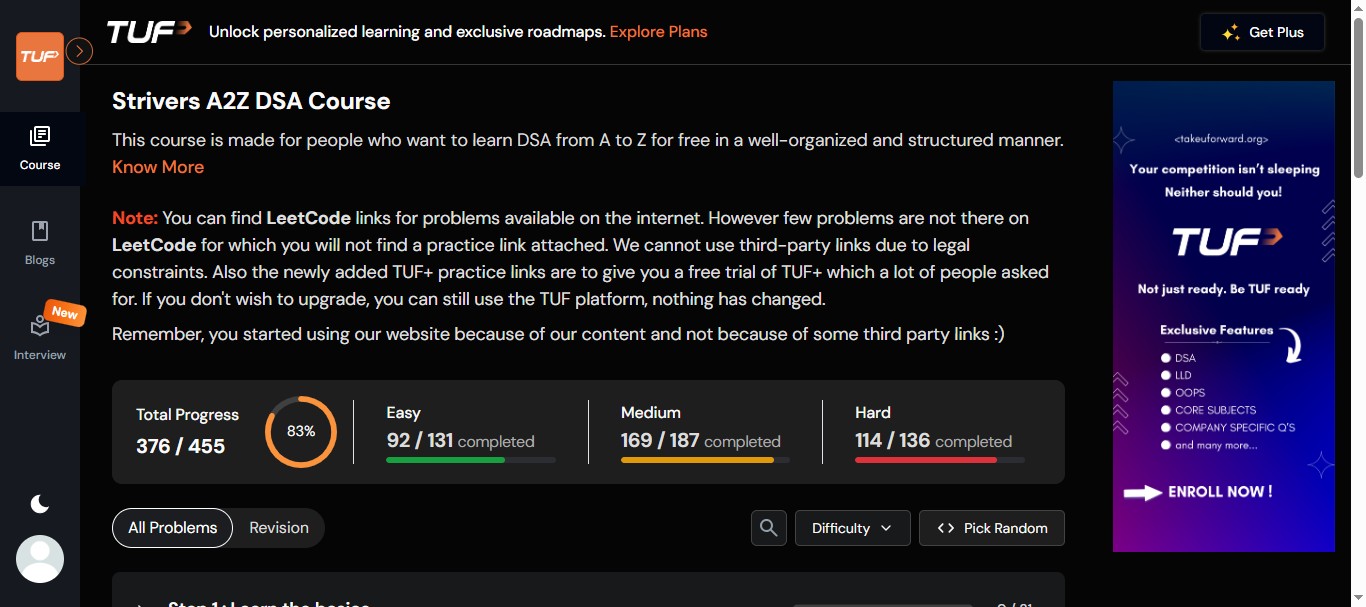 TUF
TUF
Unlock personalized learning and exclusive roadmaps. Explore Plans
Get Plus
Course
Blogs
New
Interview
Strivers A2Z DSA Course
This course is made for people who want to learn DSA from A to Z for free in a well-organized and structured manner.
Know More
Note: You can find LeetCode links for problems available on the internet. However few problems are not there on
LeetCode for which you will not find a practice link attached. We cannot use third-party links due to legal
constraints. Also the newly added TUF+ practice links are to give you a free trial of TUF+ which a lot of people asked
for. If you don't wish to upgrade, you can still use the TUF platform, nothing has changed.
Remember, you started using our website because of our content and not because of some third party links :)
Total Progress
376 / 455
83%
Easy
92 / 131 completed
Medium
169 / 187 completed
Hard
114 / 136 completed
All Problems
Revision
Difficulty
Pick Random
Step 1 : Learn the basics
/ 31
<takeuforward.org>
Your competition isn't sleeping
Neither should you!
TUF
Not just ready. Be TUF ready
Exclusive Features
DSA
LLD
OOPS
CORE SUBJECTS
COMPANY SPECIFIC Q'S
and many more...
ENROLL NOW !